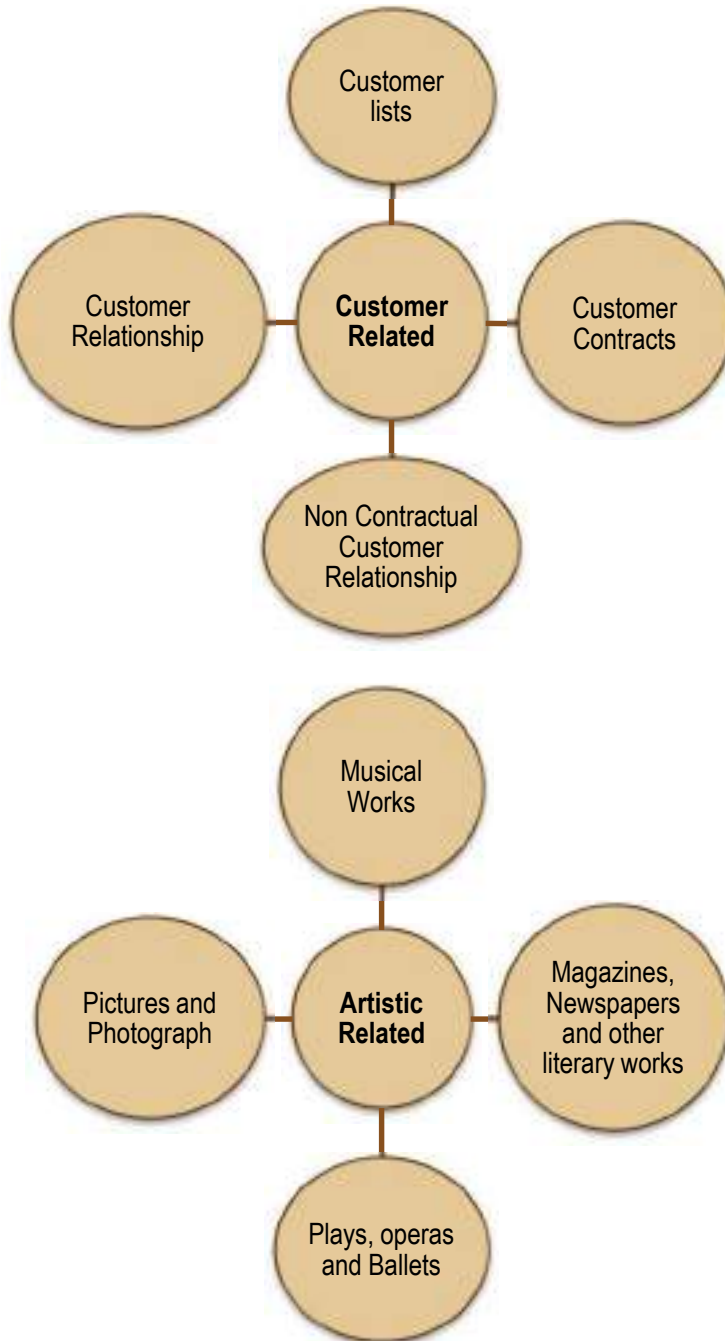 Customer
lists
Customer
Relationship
Customer
Related
Customer
Contracts
Non Contractual
Customer
Relationship
Musical
Works
Pictures and
Photograph
Artistic
Related
Magazines,
Newspapers
and other
literary works
Plays, operas
and Ballets